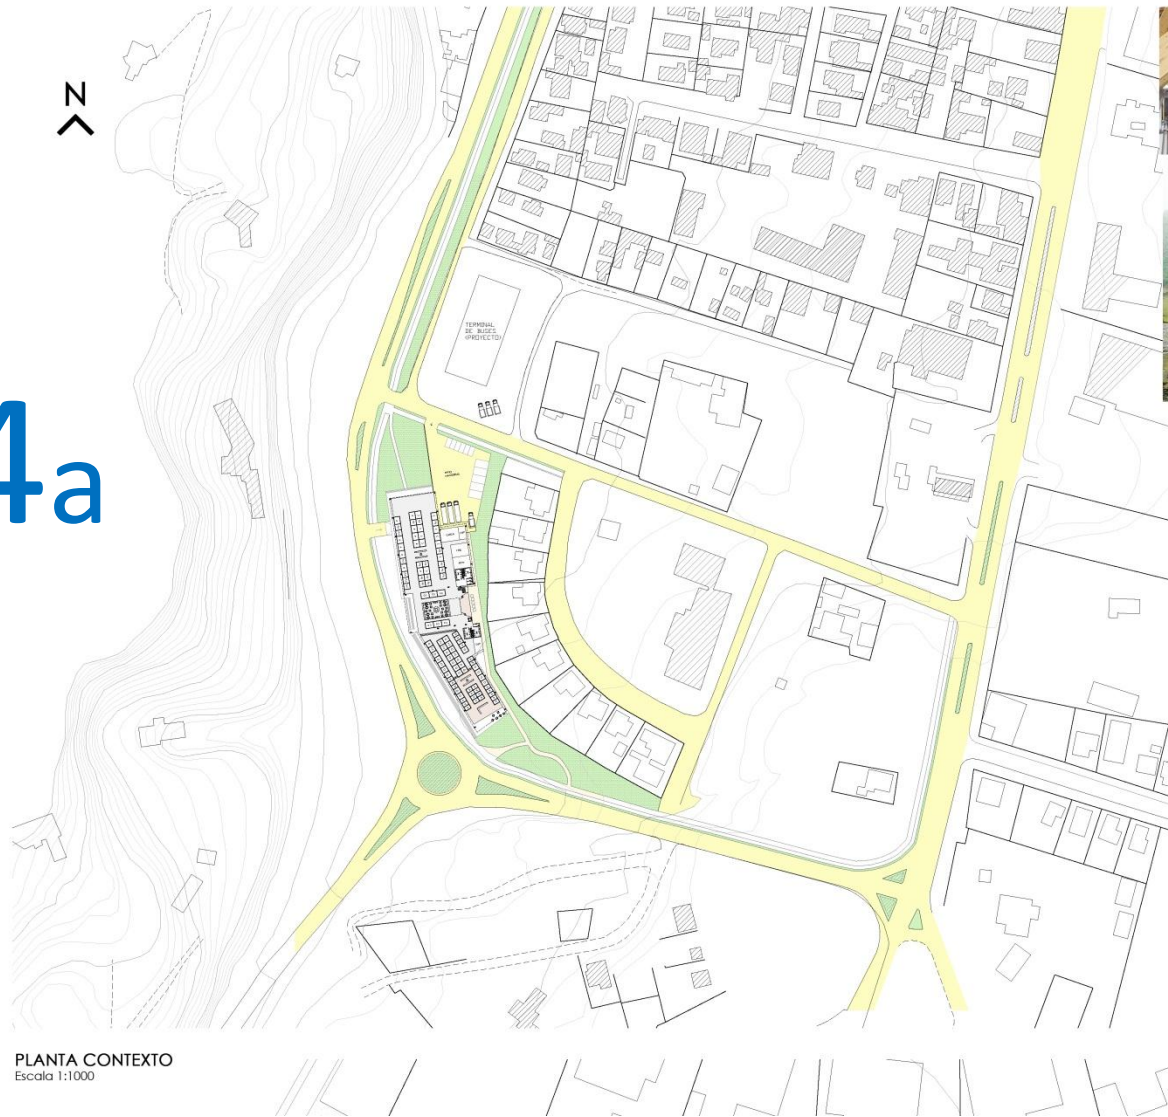 N
TERMINAL
DE BUSES
(PROYECTO)
4a
PLANTA CONTEXTO
Escala 1:1000